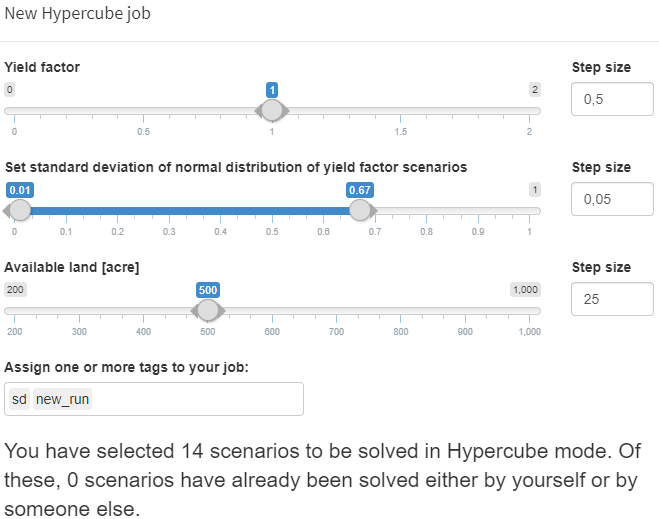 New Hypercube job
Yield factor
Step size
0 1 2
0,5
0 0.5 1 1.5 2
Set standard deviation of normal distribution of yield factor scenarios
Step size
0.01 0.67 1
0,05
0 0.1 0.2 0.3 0.4 0.5 0.6 0.7 0.8 0.9 1
Available land [acre]
Step size
200 500 1,000
25
200 300 400 500 600 700 800 900 1,000
Assign one or more tags to your job:
sd new_run
You have selected 14 scenarios to be solved in Hypercube mode. Of
these, 0 scenarios have already been solved either by yourself or by
someone else.